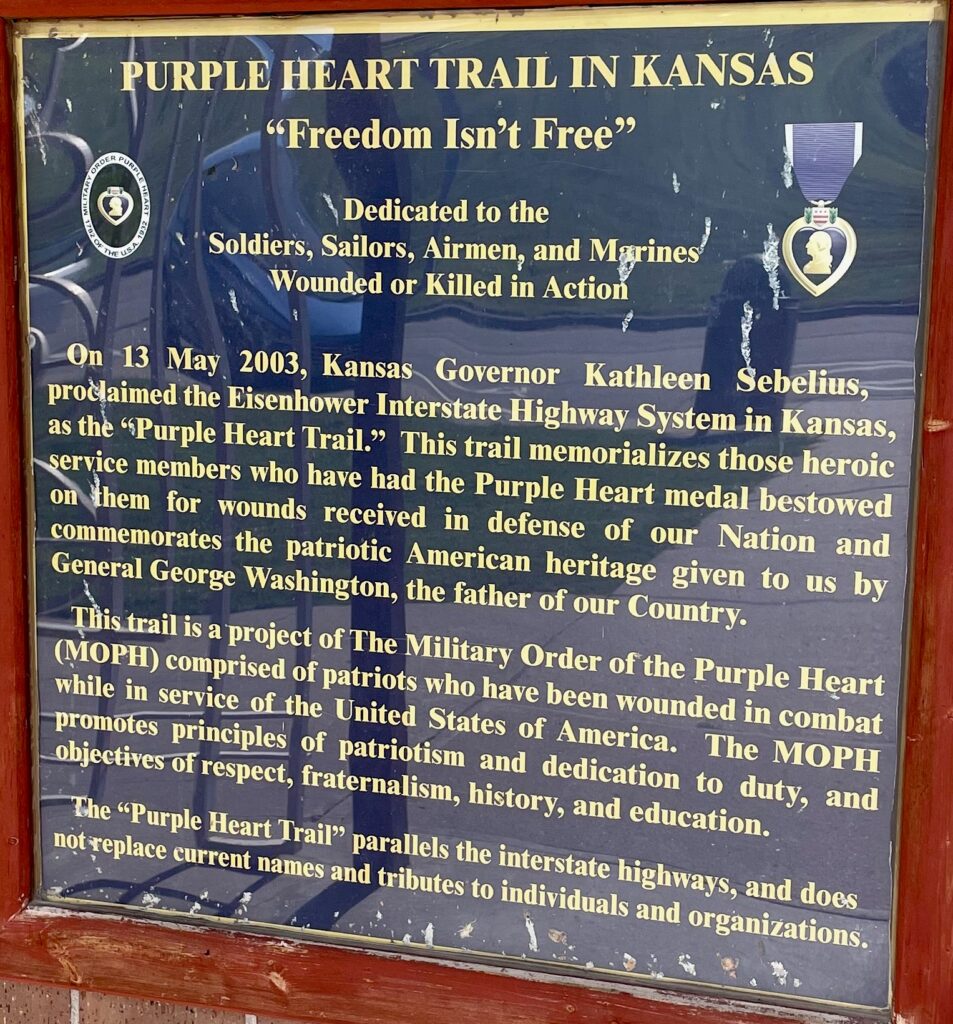 PURPLE HEART TRAIL IN KANSAS
“Freedom Isn’t Free”
MILITARY ORDER PURPLE HEART
1782 OF THE U.S.A. 1932
Dedicated to the
Soldiers, Sailors, Airmen, and Marines
Wounded or Killed in Action
On 13 May 2003, Kansas Governor Kathleen Sebelius,
proclaimed the Eisenhower Interstate Highway System in Kansas,
as the “Purple Heart Trail.” This trail memorializes those heroic
service members who have had the Purple Heart medal bestowed
on them for wounds received in defense of our Nation and
commemorates the patriotic American heritage given to us by
General George Washington, the father of our Country.
This trail is a project of The Military Order of the Purple Heart
(MOPH) comprised of patriots who have been wounded in combat
while in service of the United States of America. The MOPH
promotes principles of patriotism and dedication to duty, and
objectives of respect, fraternalism, history, and education.
The “Purple Heart Trail” parallels the interstate highways, and does
not replace current names and tributes to individuals and organizations.